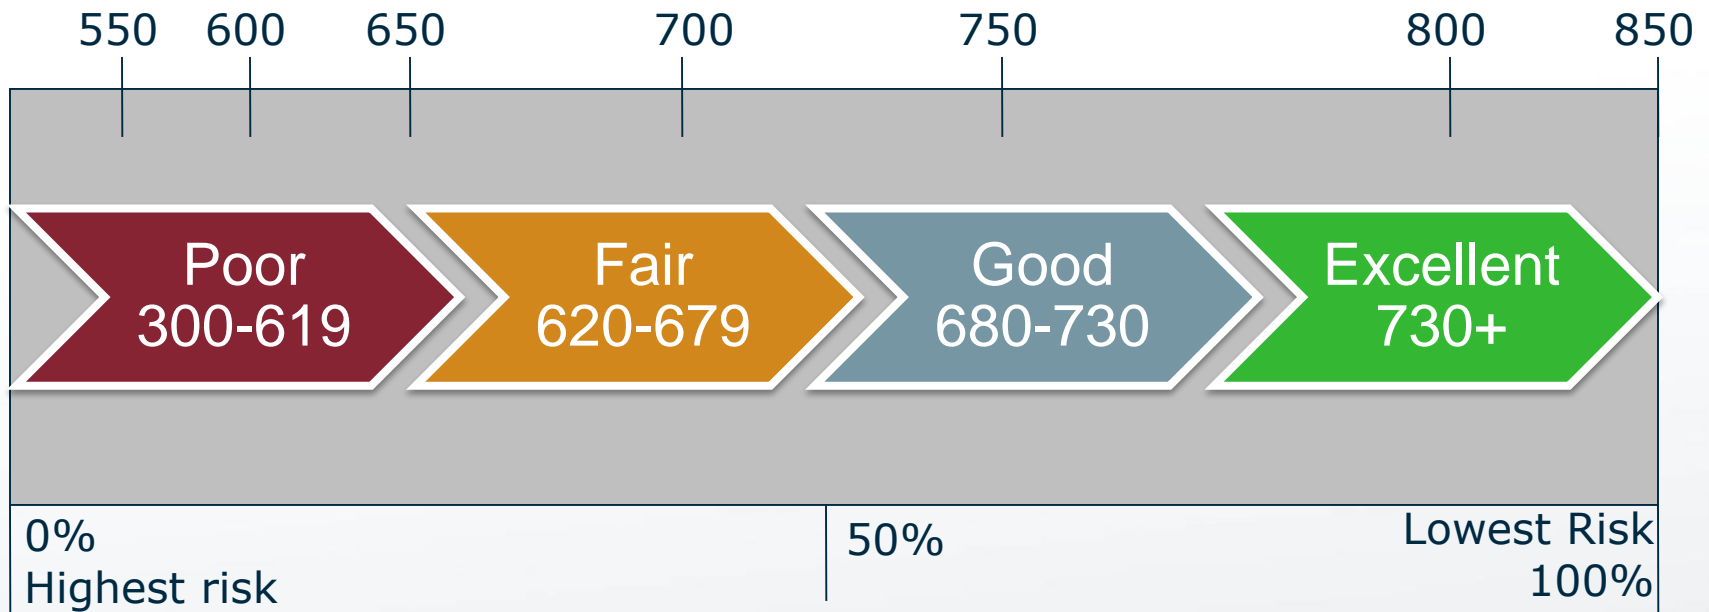 550 600 650 700 750 800 850
Poor
300-619
Fair
620-679
Good
680-730
Excellent
730+
0%
Highest risk
50%
Lowest Risk
100%